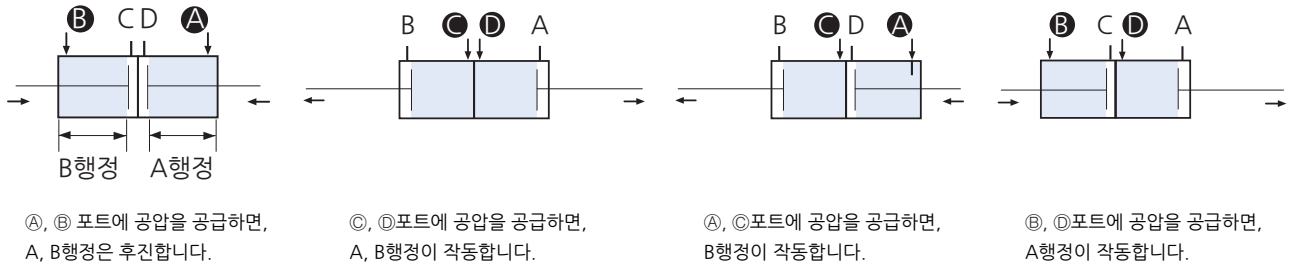 B C D A
B C D A
B C D A
B C D A
B행정 A행정
Ⓐ, Ⓑ 포트에 공압을 공급하면,
A, B행정은 후진합니다.
Ⓒ, Ⓓ포트에 공압을 공급하면,
A, B행정이 작동합니다.
Ⓐ, Ⓒ포트에 공압을 공급하면,
B행정이 작동합니다.
Ⓑ, Ⓓ포트에 공압을 공급하면,
A행정이 작동합니다.